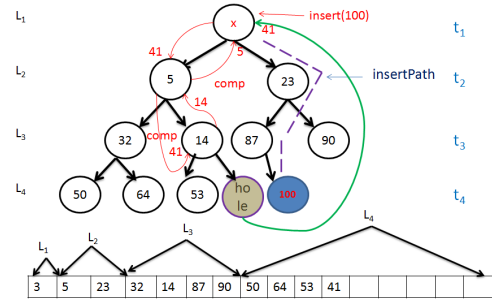 L1
x
insert(100)
t1
41
41
5
L2
5
comp
23
insertPath
t2
14
L3
32
comp
14
87
90
t3
41
L4
50
64
53
ho
le
100
t4
L1
L2
L3
L4
3 5 23 32 14 87 90 50 64 53 41